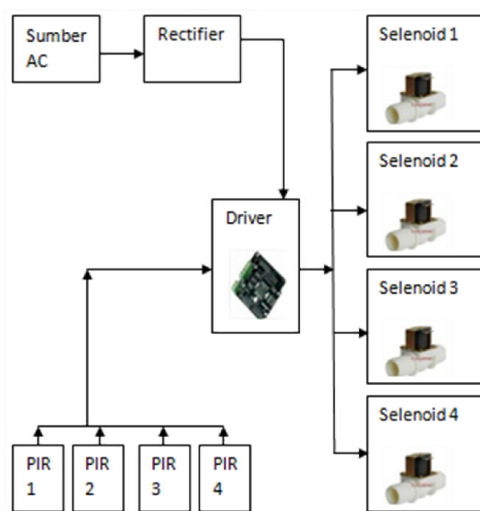 Sumber
AC
Rectifier
Selenoid 1
Selenoid 2
Driver
Selenoid 3
Selenoid 4
PIR
1
PIR
2
PIR
3
PIR
4